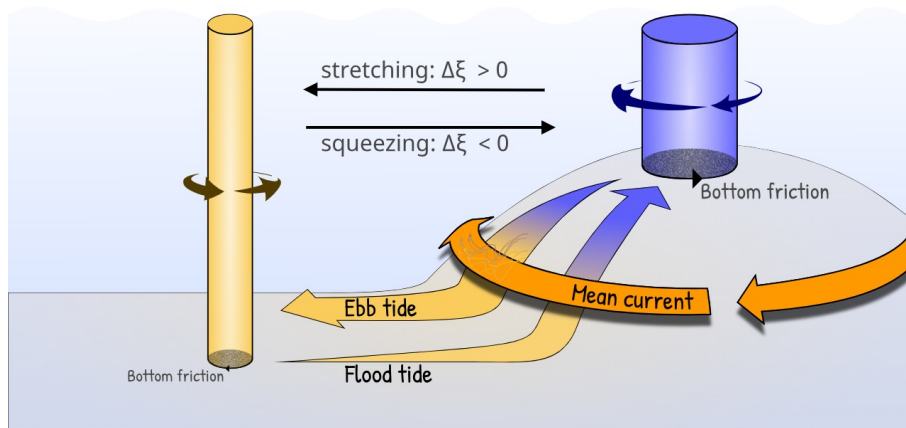 stretching: Δξ > 0
squeezing: Δξ < 0
Bottom friction
Mean current
Ebb tide
Flood tide
Bottom friction